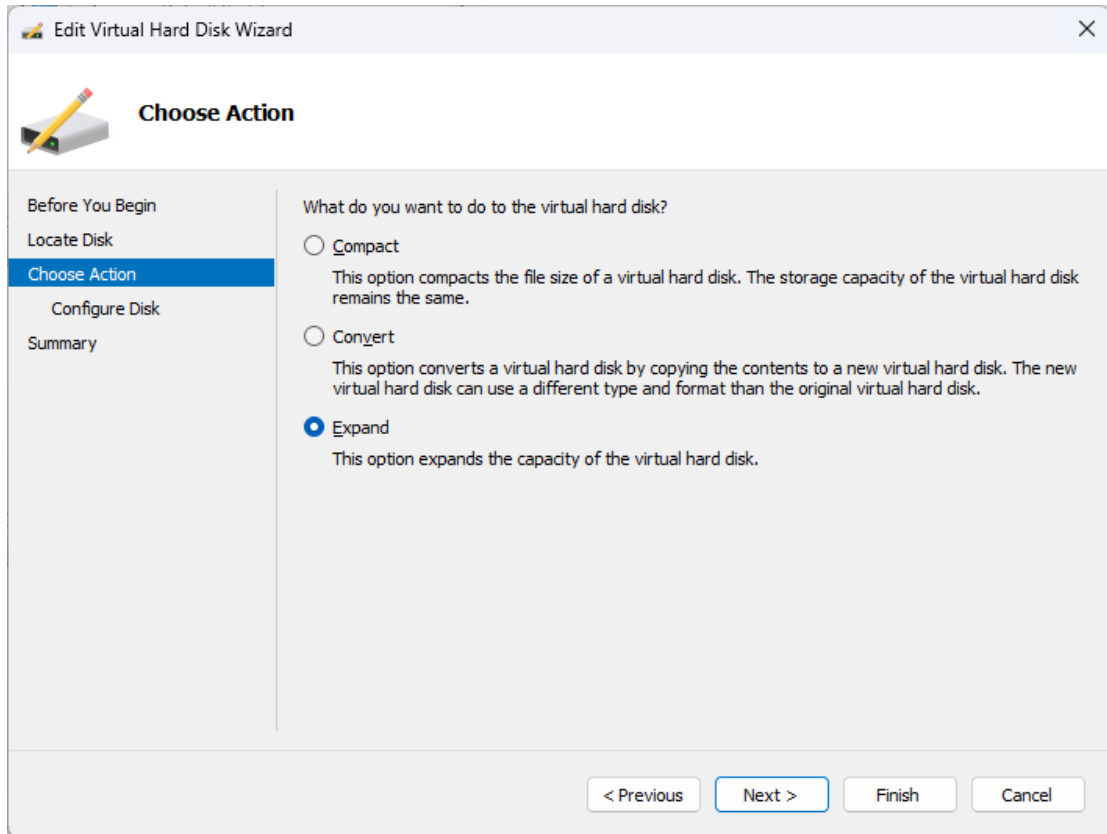 Edit Virtual Hard Disk Wizard
Choose Action
Before You Begin
Locate Disk
Choose Action
Configure Disk
Summary
What do you want to do to the virtual hard disk?
Compact
This option compacts the file size of a virtual hard disk. The storage capacity of the virtual hard disk
remains the same.
Convert
This option converts a virtual hard disk by copying the contents to a new virtual hard disk. The new
virtual hard disk can use a different type and format than the original virtual hard disk.
Expand
This option expands the capacity of the virtual hard disk.
< Previous
Next >
Finish
Cancel